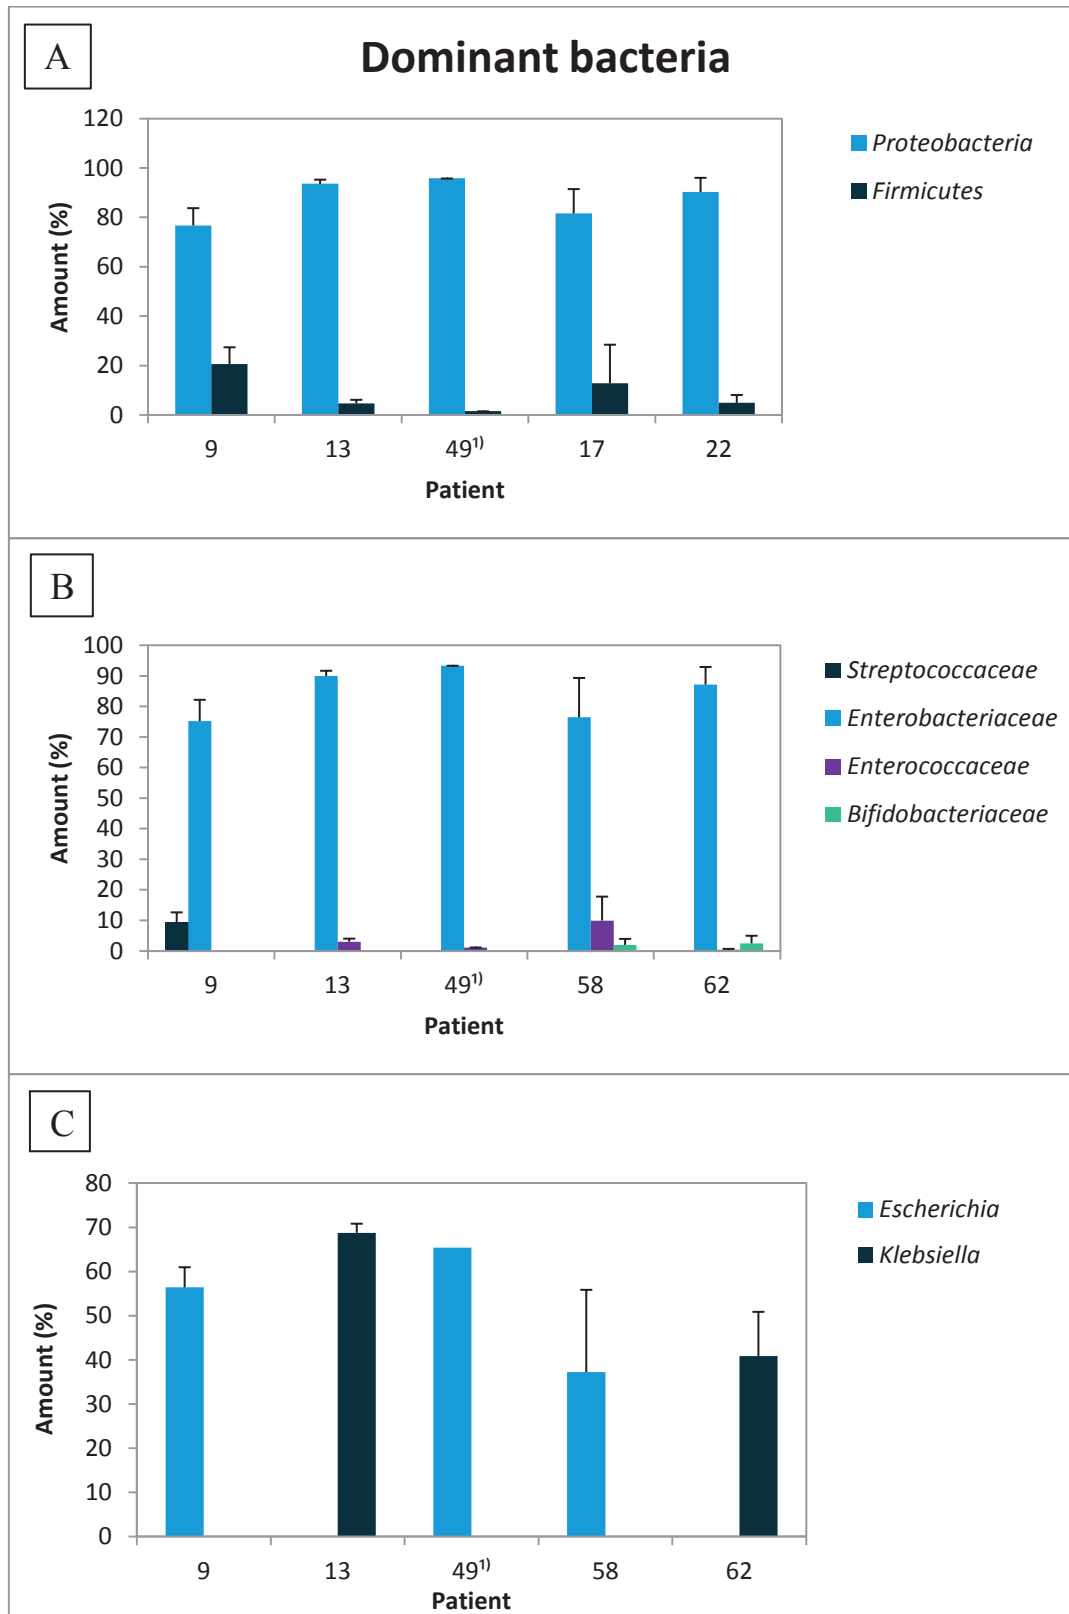 A
Dominant bacteria
120
100
80
60
40
20
0
Amount (%)
9 13 49¹⁾ 17 22
Patient
Proteobacteria
Firmicutes
B
100
90
80
70
60
50
40
30
20
10
0
Amount (%)
9 13 49¹⁾ 58 62
Patient
Streptococcaceae
Enterobacteriaceae
Enterococcaceae
Bifidobacteriaceae
C
80
70
60
50
40
30
20
10
0
Amount (%)
9 13 49¹⁾ 58 62
Patient
Escherichia
Klebsiella